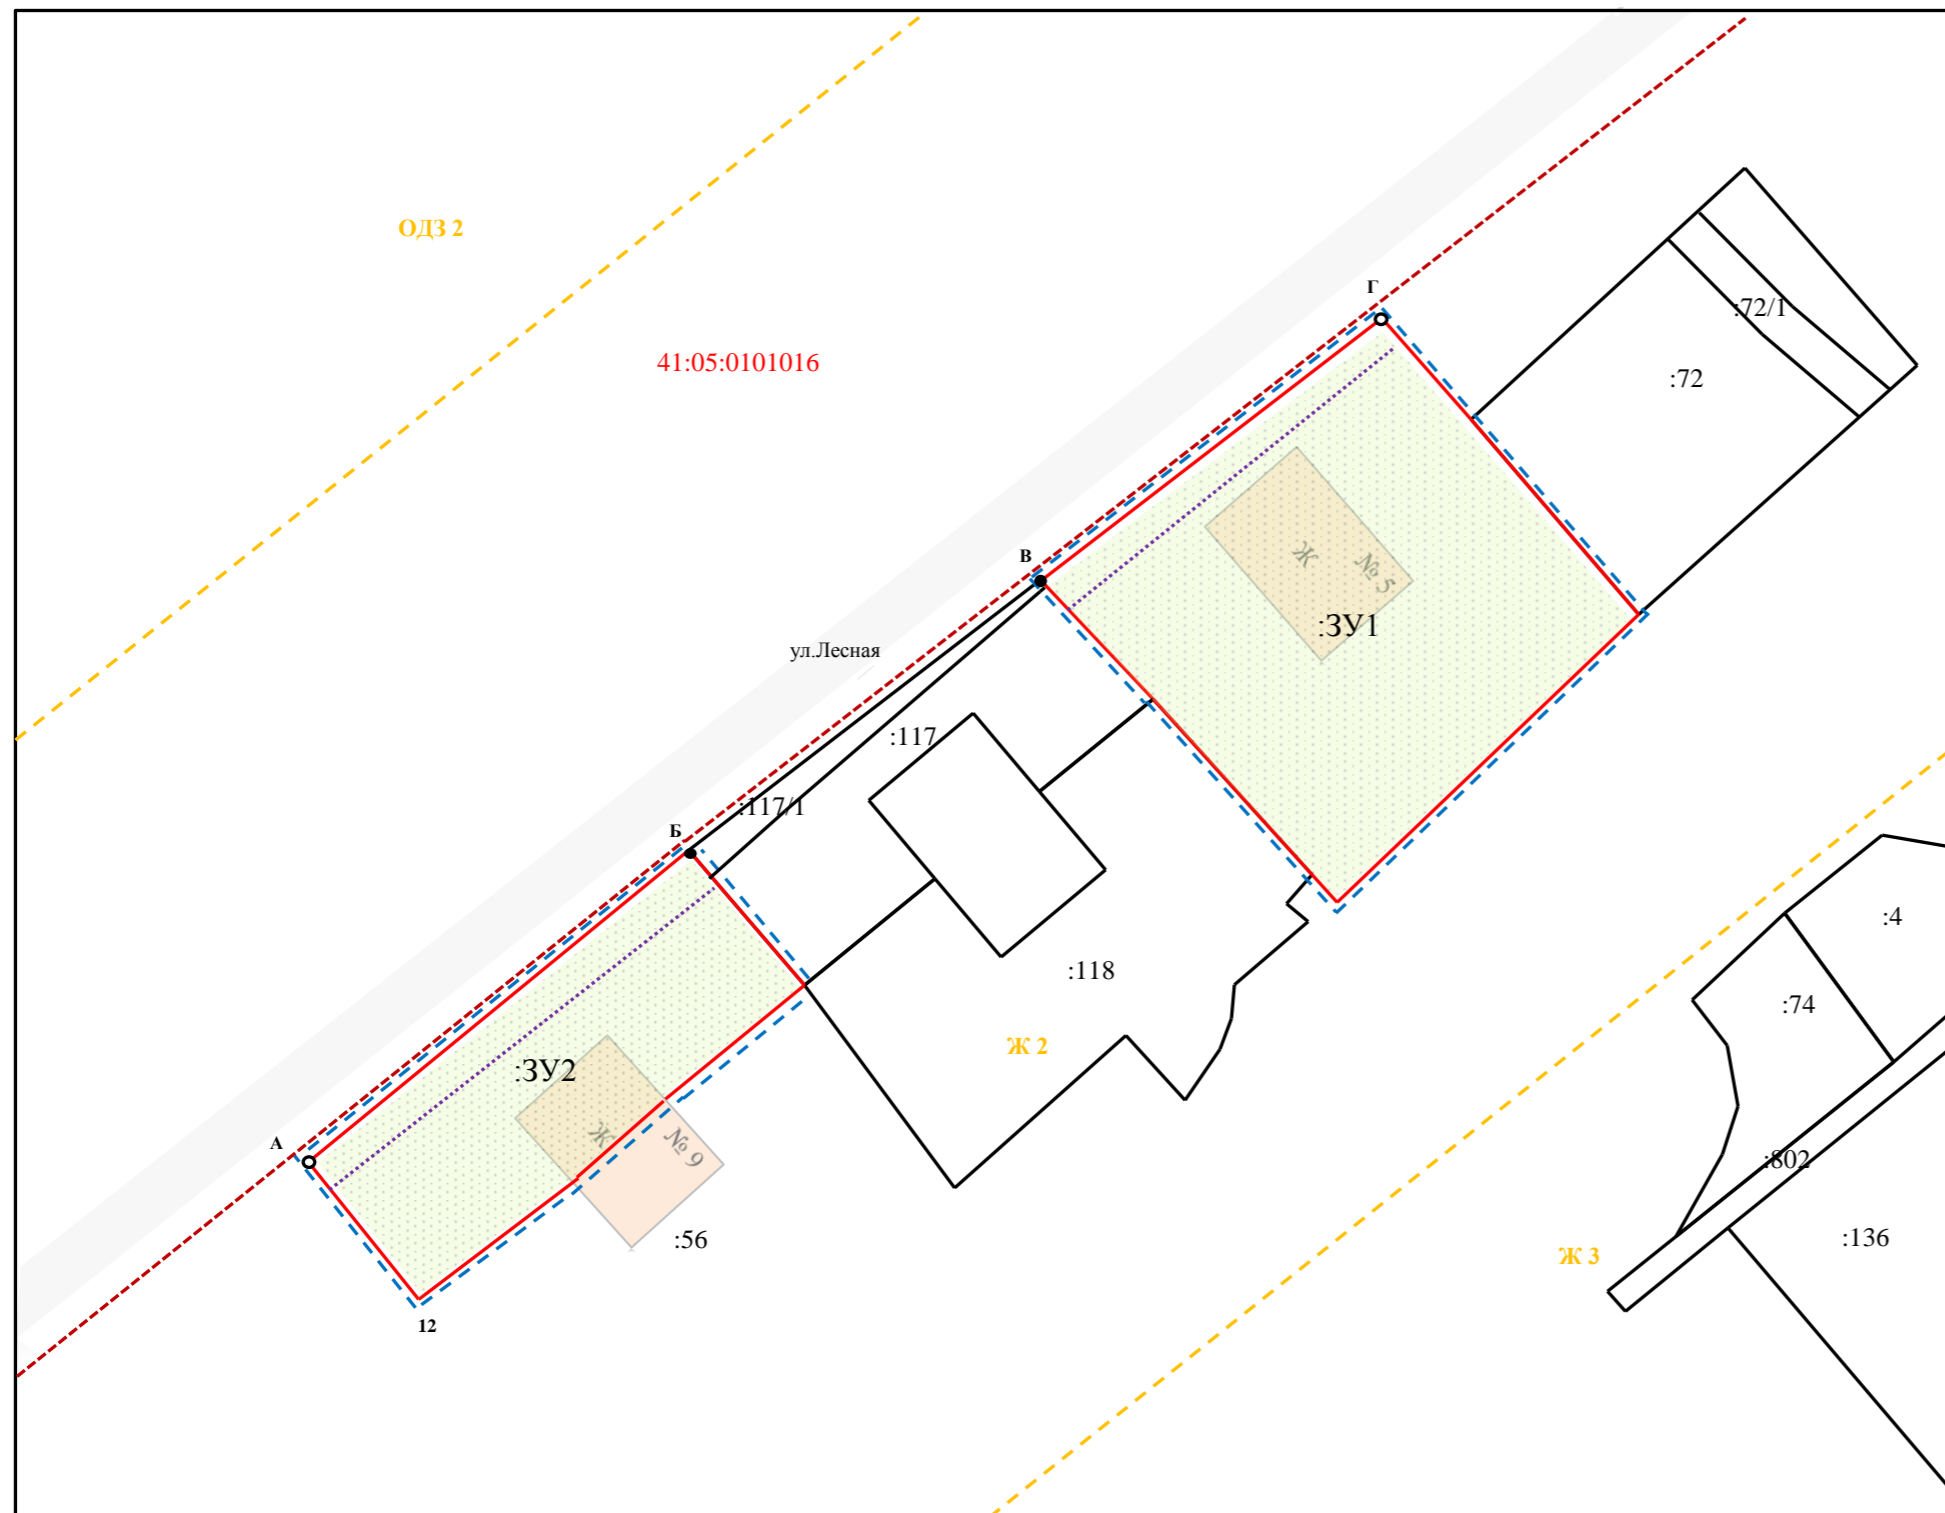 ОДЗ 2
:72/1
Г
41:05:0101016
:72
В
Ж
№ 5
:ЗУ1
ул.Лесная
:117
:117/1
Б
:4
:118
:74
Ж 2
:ЗУ2
Ж
№ 9
А
:802
:136
:56
Ж 3
12